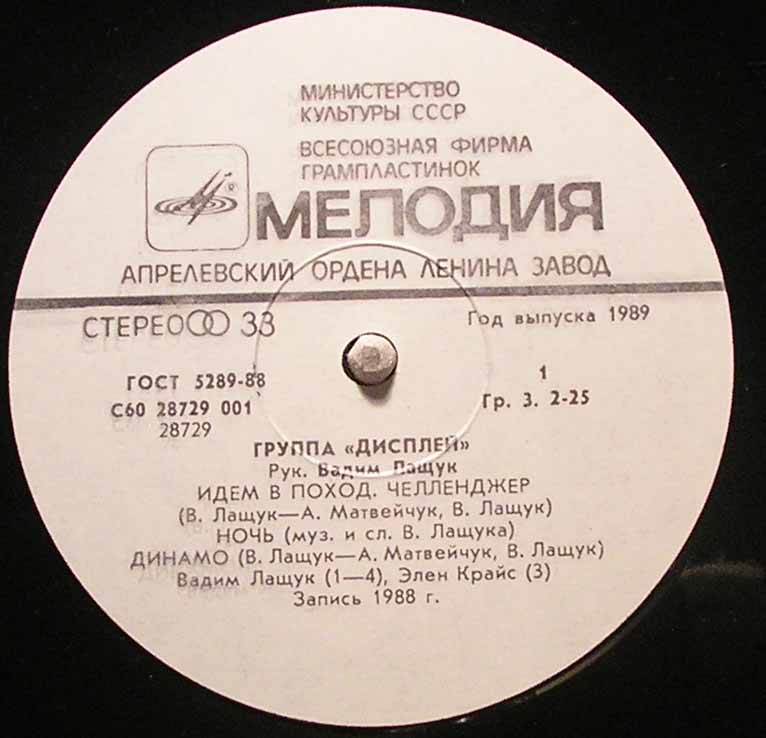 МИНИСТЕРСТВО
КУЛЬТУРЫ СССР
ВСЕСОЮЗНАЯ ФИРМА
ГРАМПЛАСТИНОК
®
МЕЛОДИЯ
АПРЕЛЕВСКИЙ ОРДЕНА ЛЕНИНА ЗАВОД
СТЕРЕО 33
Год выпуска 1989
ГОСТ 5289-88
1
С60 28729 001
Гр. 3. 2-25
28729
ГРУППА «ДИСПЛЕЙ»
Рук. Вадим Лащук
ИДЕМ В ПОХОД. ЧЕЛЛЕНДЖЕР
(В. Лащук—А. Матвейчук, В. Лащук)
НОЧЬ (муз. и сл. В. Лащука)
ДИНАМО (В. Лащук—А. Матвейчук, В. Лащук)
Вадим Лащук (1—4), Элен Крайс (3)
Запись 1988 г.